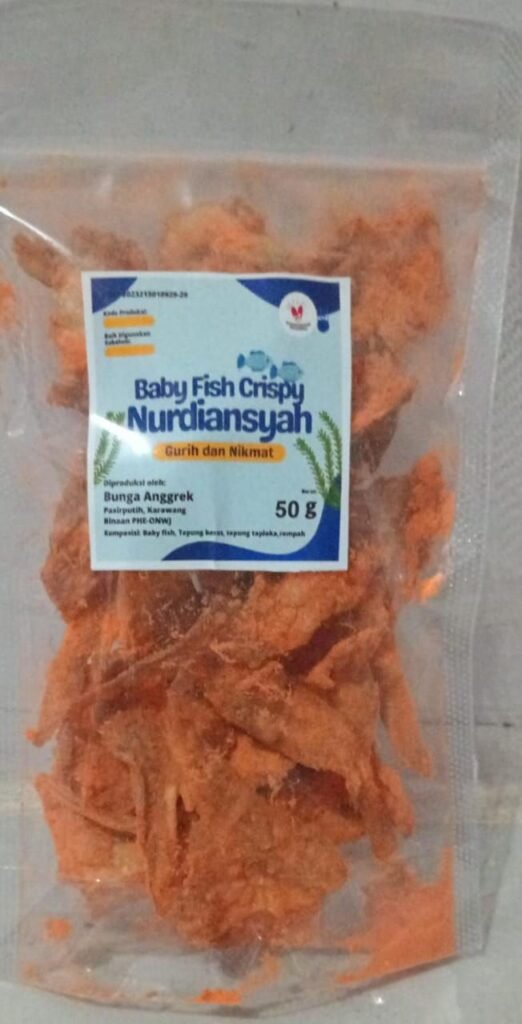 Kode Produksi:
Baik Digunakan
Sebelum:
Baby Fish Crispy
Nurdiansyah
Gurih dan Nikmat
Diproduksi oleh:
Bunga Anggrek
Pasirputih, Karawang
Binaan PHE-ONWJ
Berat:
50 g
Komposisi: Baby fish, Tepung beras, tepung tapioka, rempah